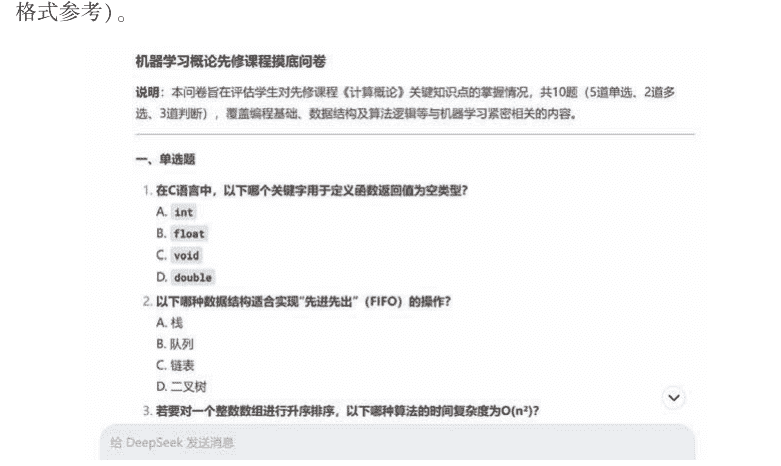 格式参考)。
机器学习概论先修课程摸底问卷
说明：本问卷旨在评估学生对先修课程《计算概论》关键知识点的掌握情况，共10题（5道单选、2道多
选、3道判断），覆盖编程基础、数据结构及算法逻辑等与机器学习紧密相关的内容。
一、单选题
1. 在C语言中，以下哪个关键字用于定义函数返回值为空类型？
A. int
B. float
C. void
D. double
2. 以下哪种数据结构适合实现"先进先出"（FIFO）的操作？
A. 栈
B. 队列
C. 链表
D. 二叉树
3. 若要对一个整数数组进行升序排序，以下哪种算法的时间复杂度为O(n²)？
给 DeepSeek 发送消息